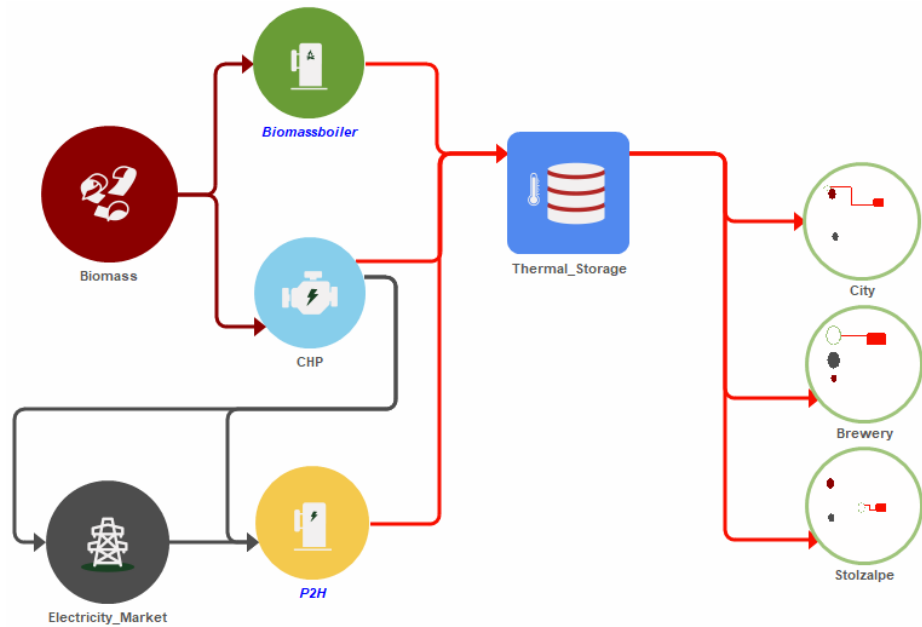 Biomassboiler
Biomass
Thermal_Storage
City
CHP
Brewery
Electricity_Market
P2H
Stolzalpe